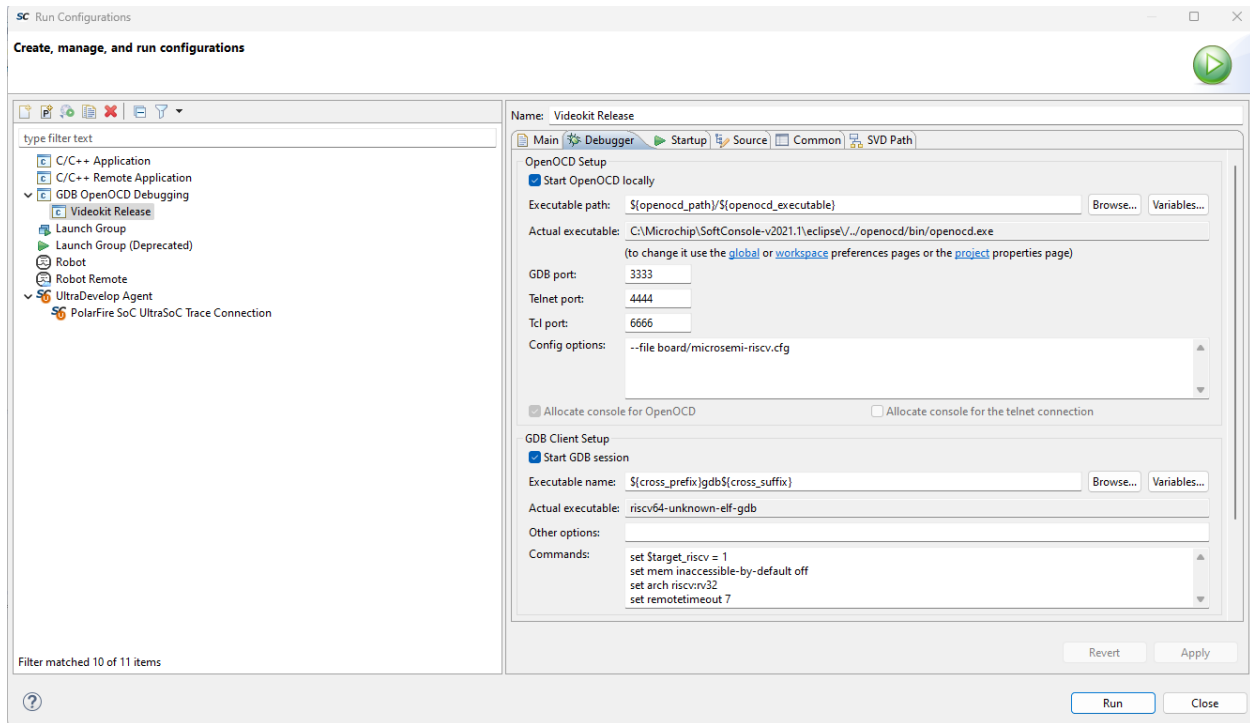 SC Run Configurations
Create, manage, and run configurations
type filter text
C/C++ Application
C/C++ Remote Application
GDB OpenOCD Debugging
Videokit Release
Launch Group
Launch Group (Deprecated)
Robot
Robot Remote
UltraDevelop Agent
PolarFire SoC UltraSoC Trace Connection
Filter matched 10 of 11 items
Name: Videokit Release
Main Debugger Startup Source Common SVD Path
OpenOCD Setup
Start OpenOCD locally
Executable path: ${openocd_path}/${openocd_executable} Browse... Variables...
Actual executable: C:\Microchip\SoftConsole-v2021.1\eclipse\/../openocd/bin/openocd.exe
(to change it use the global or workspace preferences pages or the project properties page)
GDB port: 3333
Telnet port: 4444
Tcl port: 6666
Config options: --file board/microsemi-riscv.cfg
Allocate console for OpenOCD Allocate console for the telnet connection
GDB Client Setup
Start GDB session
Executable name: ${cross_prefix}gdb${cross_suffix} Browse... Variables...
Actual executable: riscv64-unknown-elf-gdb
Other options:
Commands: set $target_riscv = 1
set mem inaccessible-by-default off
set arch riscv:rv32
set remotetimeout 7
Revert Apply
? Run Close